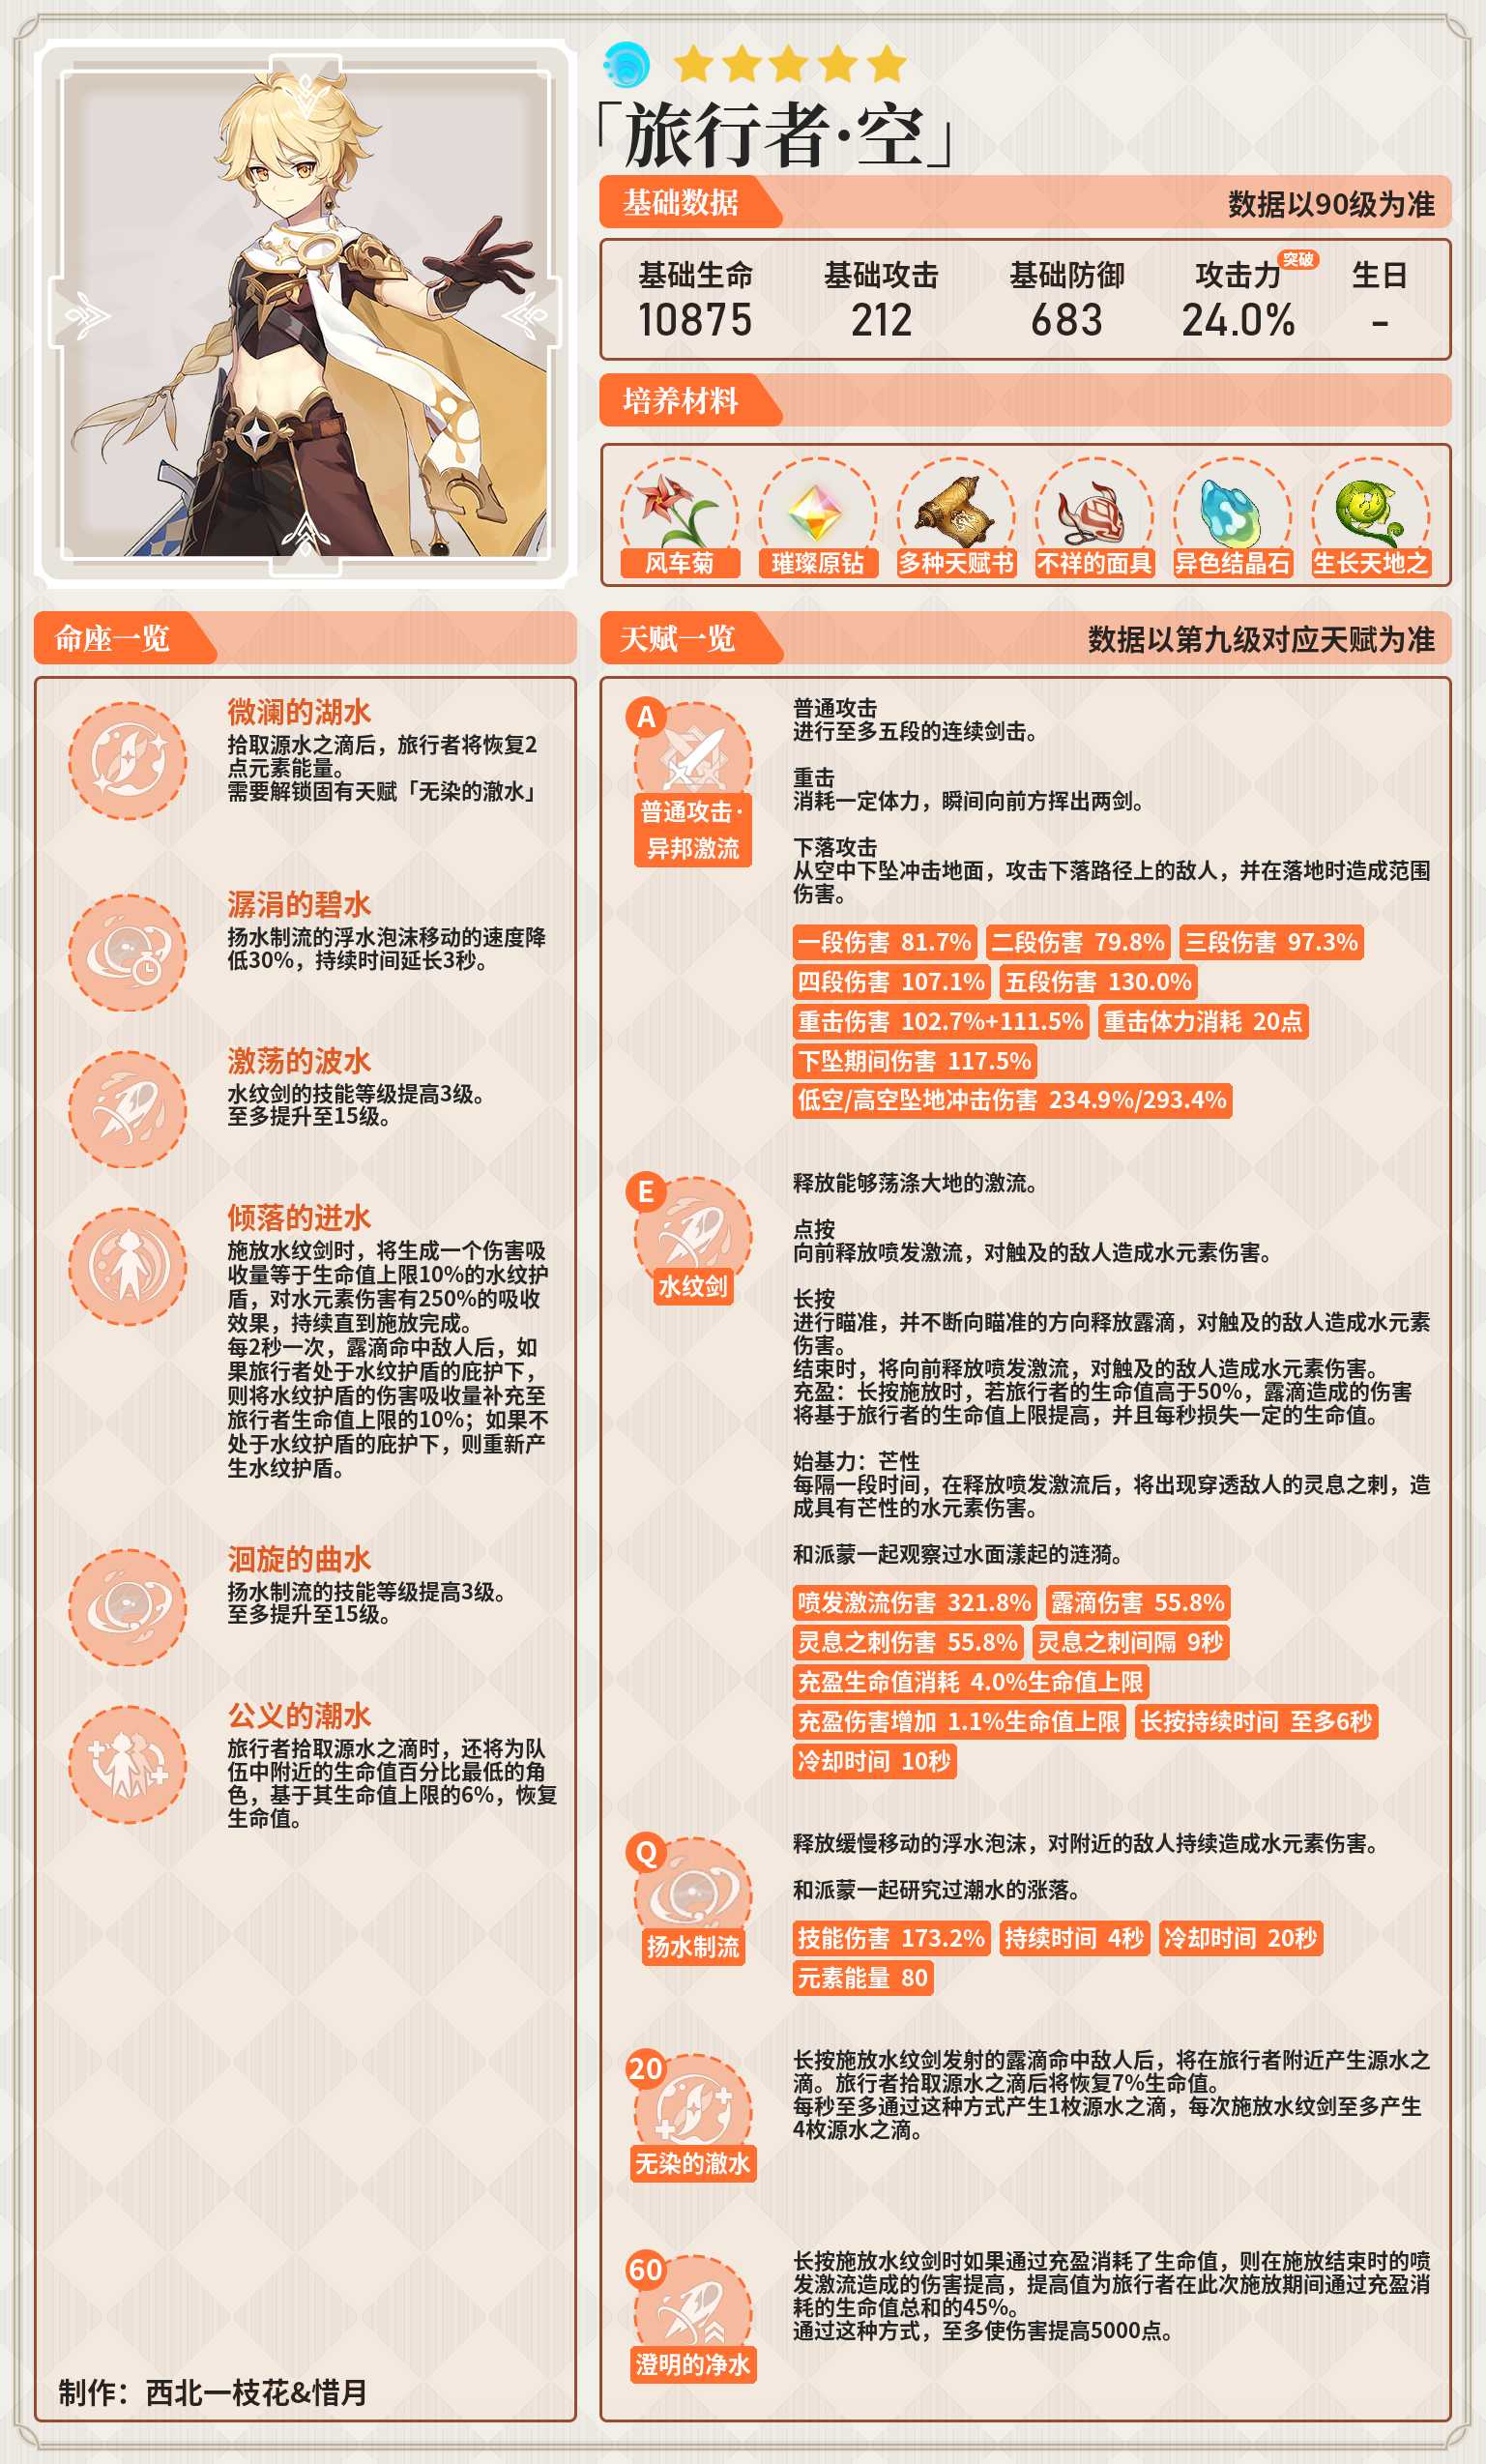 「旅行者·空」
基础数据
数据以90级为准
基础生命
基础攻击
基础防御
攻击力
突破
生日
10875
212
683
24.0%
-
培养材料
风车菊
璀璨原钻
多种天赋书
不祥的面具
异色结晶石
生长天地之
命座一览
微澜的湖水
拾取源水之滴后，旅行者将恢复2
点元素能量。
需要解锁固有天赋「无染的澈水」
潺涓的碧水
扬水制流的浮水泡沫移动的速度降
低30%，持续时间延长3秒。
激荡的波水
水纹剑的技能等级提高3级。
至多提升至15级。
倾落的迸水
施放水纹剑时，将生成一个伤害吸
收量等于生命值上限10%的水纹护
盾，对水元素伤害有250%的吸收
效果，持续直到施放完成。
每2秒一次，露滴命中敌人后，如
果旅行者处于水纹护盾的庇护下，
则将水纹护盾的伤害吸收量补充至
旅行者生命值上限的10%；如果不
处于水纹护盾的庇护下，则重新产
生水纹护盾。
洄旋的曲水
扬水制流的技能等级提高3级。
至多提升至15级。
公义的潮水
旅行者拾取源水之滴时，还将为队
伍中附近的生命值百分比最低的角
色，基于其生命值上限的6%，恢复
生命值。
制作：西北一枝花&惜月
天赋一览
数据以第九级对应天赋为准
A
普通攻击·
异邦激流
普通攻击
进行至多五段的连续剑击。
重击
消耗一定体力，瞬间向前方挥出两剑。
下落攻击
从空中下坠冲击地面，攻击下落路径上的敌人，并在落地时造成范围
伤害。
一段伤害 81.7% 二段伤害 79.8% 三段伤害 97.3%
四段伤害 107.1% 五段伤害 130.0%
重击伤害 102.7%+111.5% 重击体力消耗 20点
下坠期间伤害 117.5%
低空/高空坠地冲击伤害 234.9%/293.4%
E
水纹剑
释放能够荡涤大地的激流。
点按
向前释放喷发激流，对触及的敌人造成水元素伤害。
长按
进行瞄准，并不断向瞄准的方向释放露滴，对触及的敌人造成水元素
伤害。
结束时，将向前释放喷发激流，对触及的敌人造成水元素伤害。
充盈：长按施放时，若旅行者的生命值高于50%，露滴造成的伤害
将基于旅行者的生命值上限提高，并且每秒损失一定的生命值。
始基力：芒性
每隔一段时间，在释放喷发激流后，将出现穿透敌人的灵息之刺，造
成具有芒性的水元素伤害。
和派蒙一起观察过水面漾起的涟漪。
喷发激流伤害 321.8% 露滴伤害 55.8%
灵息之刺伤害 55.8% 灵息之刺间隔 9秒
充盈生命值消耗 4.0%生命值上限
充盈伤害增加 1.1%生命值上限 长按持续时间 至多6秒
冷却时间 10秒
Q
扬水制流
释放缓慢移动的浮水泡沫，对附近的敌人持续造成水元素伤害。
和派蒙一起研究过潮水的涨落。
技能伤害 173.2% 持续时间 4秒 冷却时间 20秒
元素能量 80
20
无染的澈水
长按施放水纹剑发射的露滴命中敌人后，将在旅行者附近产生源水之
滴。旅行者拾取源水之滴后将恢复7%生命值。
每秒至多通过这种方式产生1枚源水之滴，每次施放水纹剑至多产生
4枚源水之滴。
60
澄明的净水
长按施放水纹剑时如果通过充盈消耗了生命值，则在施放结束时的喷
发激流造成的伤害提高，提高值为旅行者在此次施放期间通过充盈消
耗的生命值总和的45%。
通过这种方式，至多使伤害提高5000点。